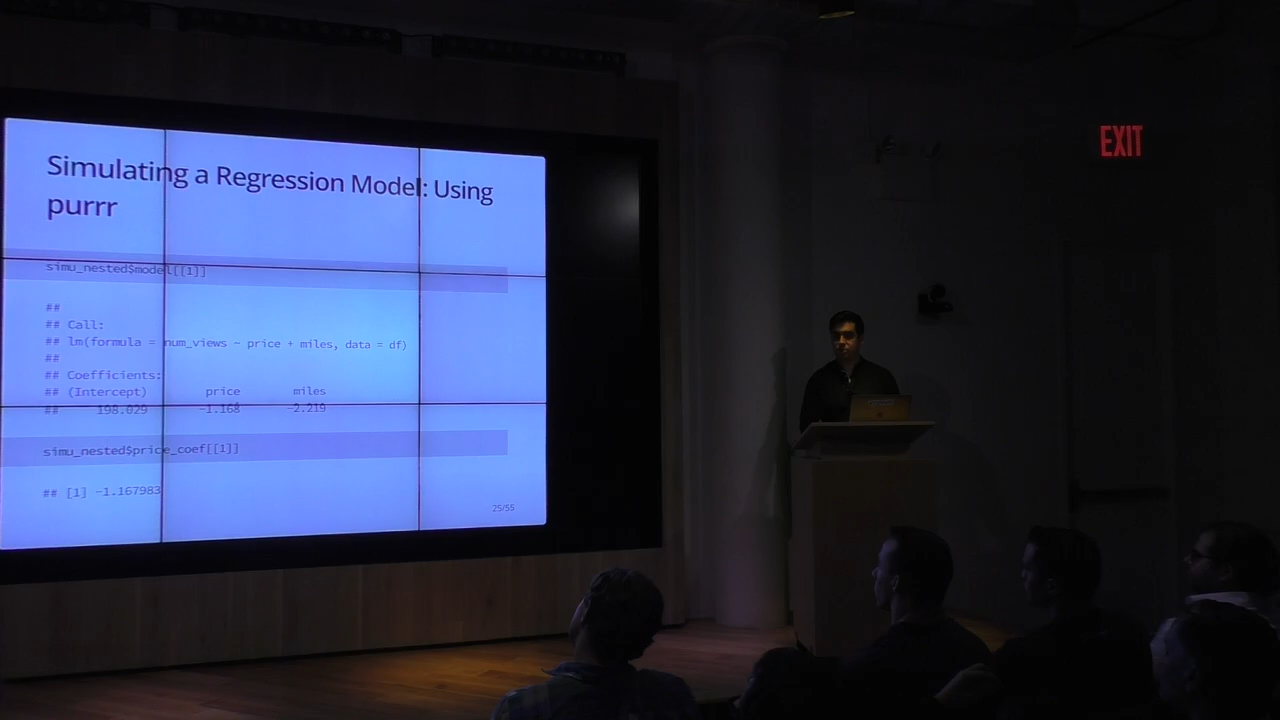 Simulating a Regression Model: Using
purrr
simu_nested$model[[1]]
##
## Call:
## lm(formula = num_views ~ price + miles, data = df)
##
## Coefficients:
## (Intercept) price miles
## 198.029 -1.168 -2.219
simu_nested$price_coef[[1]]
## [1] -1.167983
25/55
EXIT